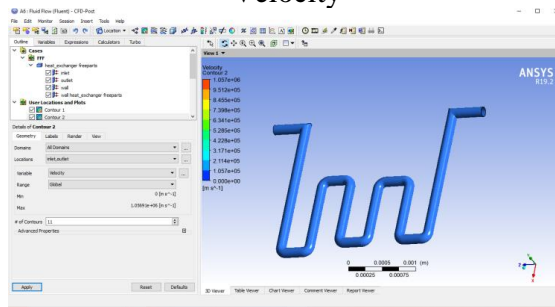 Velocity
A6 : Fluid Flow (Fluent) - CFD-Post
File Edit Monitor Session Insert Tools Help
Location
Outline Variables Expressions Calculators Turbo
Cases
FFF
heat_exchanger freeparts
inlet
outlet
wall
wall heat_exchanger freeparts
User Locations and Plots
Contour 1
Contour 2
Details of Contour 2
Geometry Labels Render View
Domains All Domains
Locations inlet,outlet
Variable Velocity
Range Global
Min 0 [m s^-1]
Max
# of Contours 11
Advanced Properties
Apply Reset Defaults
View 1
Velocity
Contour 2
1.057e+06
9.512e+05
8.455e+05
7.398e+05
6.341e+05
5.285e+05
4.228e+05
3.171e+05
2.114e+05
1.057e+05
0.000e+00
[m s^-1]
ANSYS
R19.2
0 0.0005 0.001 (m)
0.00025 0.00075
3D Viewer Table Viewer Chart Viewer Comment Viewer Report Viewer